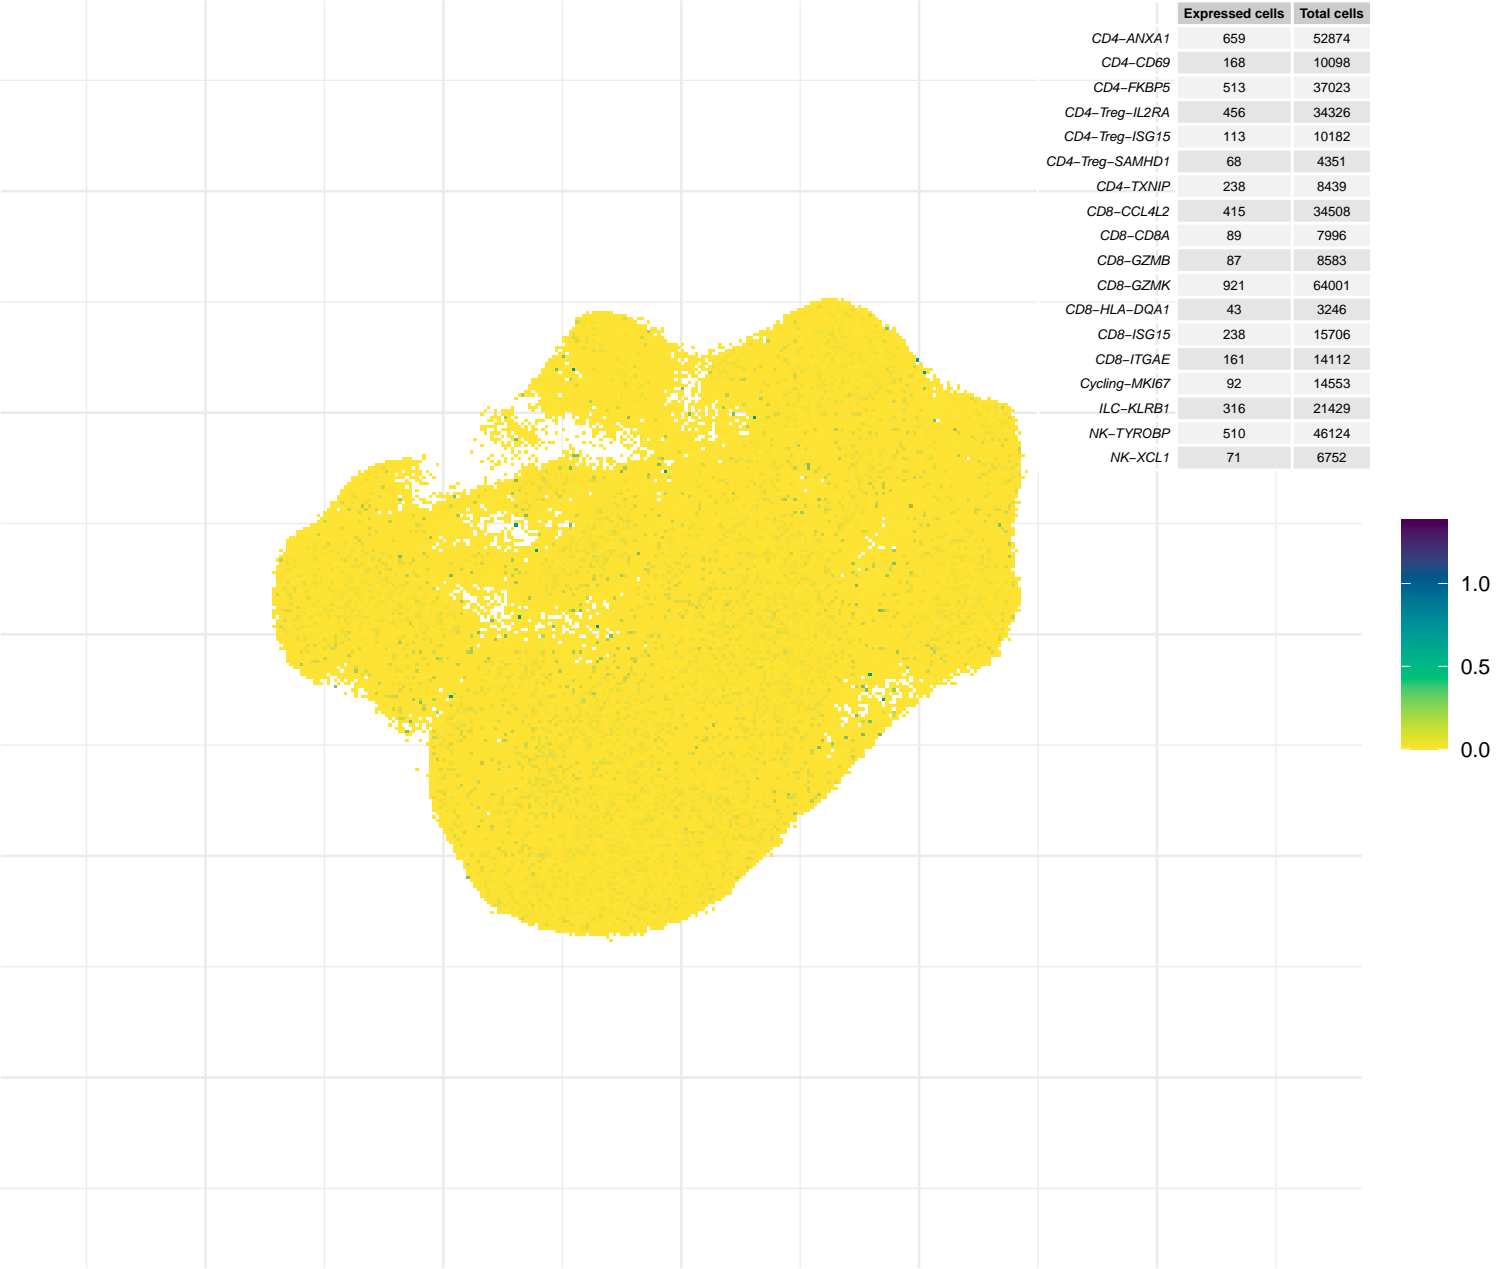 Expressed cells Total cells
CD4−ANXA1 659 52874
CD4−CD69 168 10098
CD4−FKBP5 513 37023
CD4−Treg−IL2RA 456 34326
CD4−Treg−ISG15 113 10182
CD4−Treg−SAMHD1 68 4351
CD4−TXNIP 238 8439
CD8−CCL4L2 415 34508
CD8−CD8A 89 7996
CD8−GZMB 87 8583
CD8−GZMK 921 64001
CD8−HLA−DQA1 43 3246
CD8−ISG15 238 15706
CD8−ITGAE 161 14112
Cycling−MKI67 92 14553
ILC−KLRB1 316 21429
NK−TYROBP 510 46124
NK−XCL1 71 6752
1.0
0.5
0.0